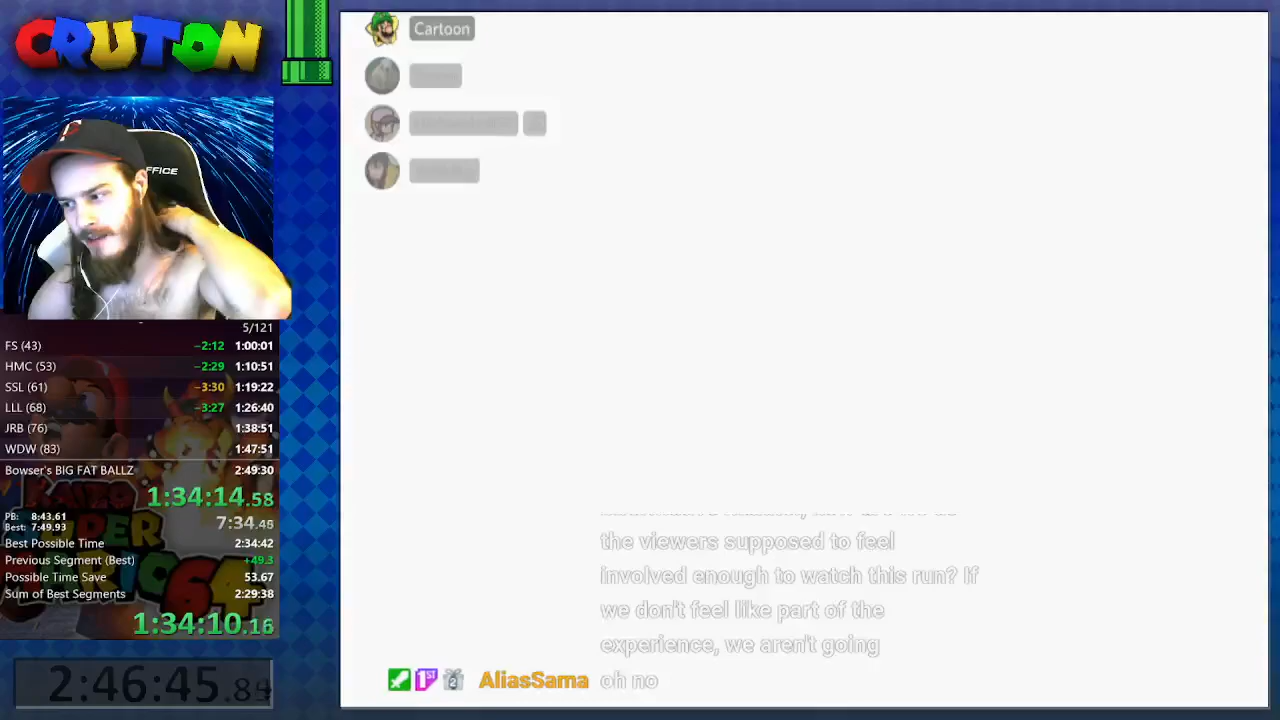 CRUTON
OFFICE
5/121
FS (43) −2:12 1:00:01
HMC (53) −2:29 1:10:51
SSL (61) −3:30 1:19:22
LLL (68) −3:27 1:26:40
JRB (76) 1:38:51
WDW (83) 1:47:51
Bowser's BIG FAT BALLZ 2:49:30
1:34:14.58
PB: 8:43.61
Best: 7:49.93
7:34.45
Best Possible Time 2:34:42
Previous Segment (Best) +49.3
Possible Time Save 53.67
Sum of Best Segments 2:29:38
1:34:10.16
2:46:45
Cartoon
the viewers supposed to feel
involved enough to watch this run? If
we don't feel like part of the
experience, we aren't going
1ST 2 AliasSama oh no